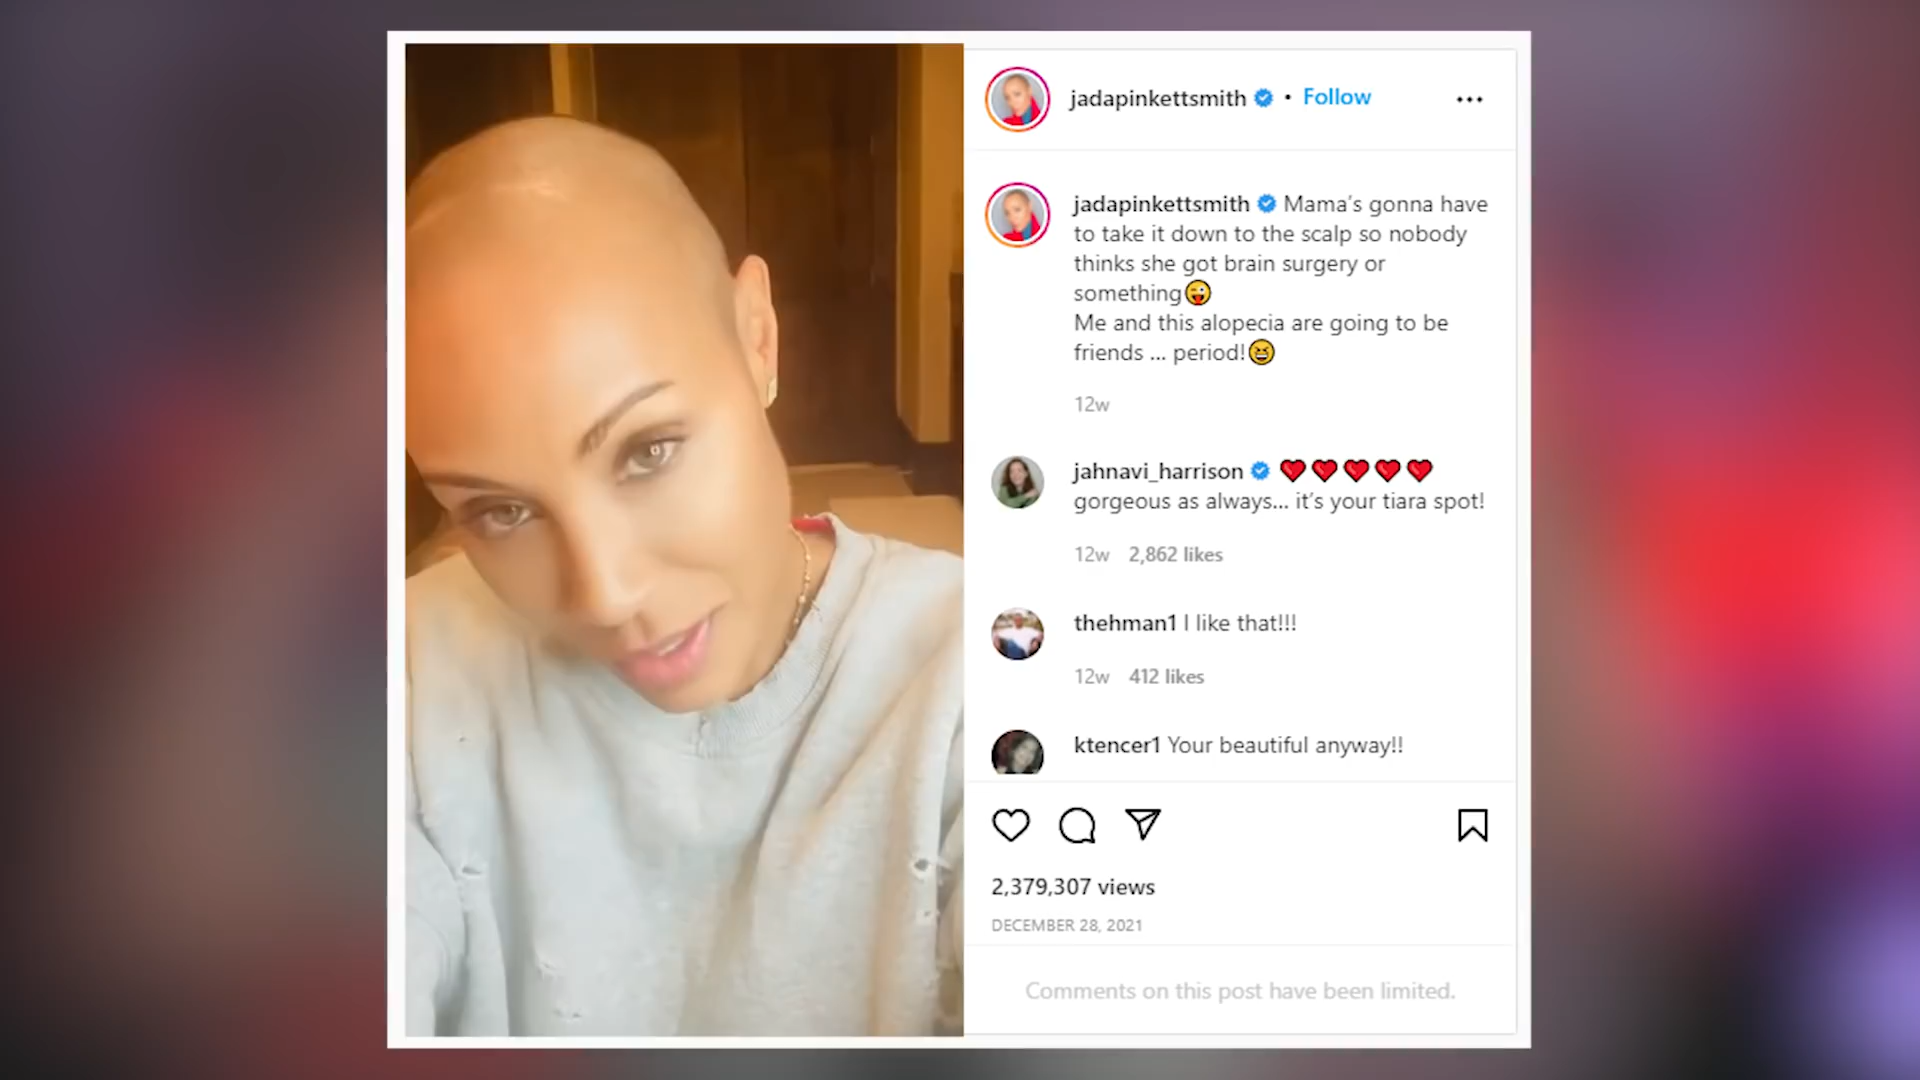 jadapinkettsmith • Follow
jadapinkettsmith Mama's gonna have
to take it down to the scalp so nobody
thinks she got brain surgery or
something😜
Me and this alopecia are going to be
friends ... period!😆
12w
jahnavi_harrison ❤️❤️❤️❤️❤️
gorgeous as always... it's your tiara spot!
12w 2,862 likes
thehman1 I like that!!!
12w 412 likes
ktencer1 Your beautiful anyway!!
2,379,307 views
DECEMBER 28, 2021
Comments on this post have been limited.